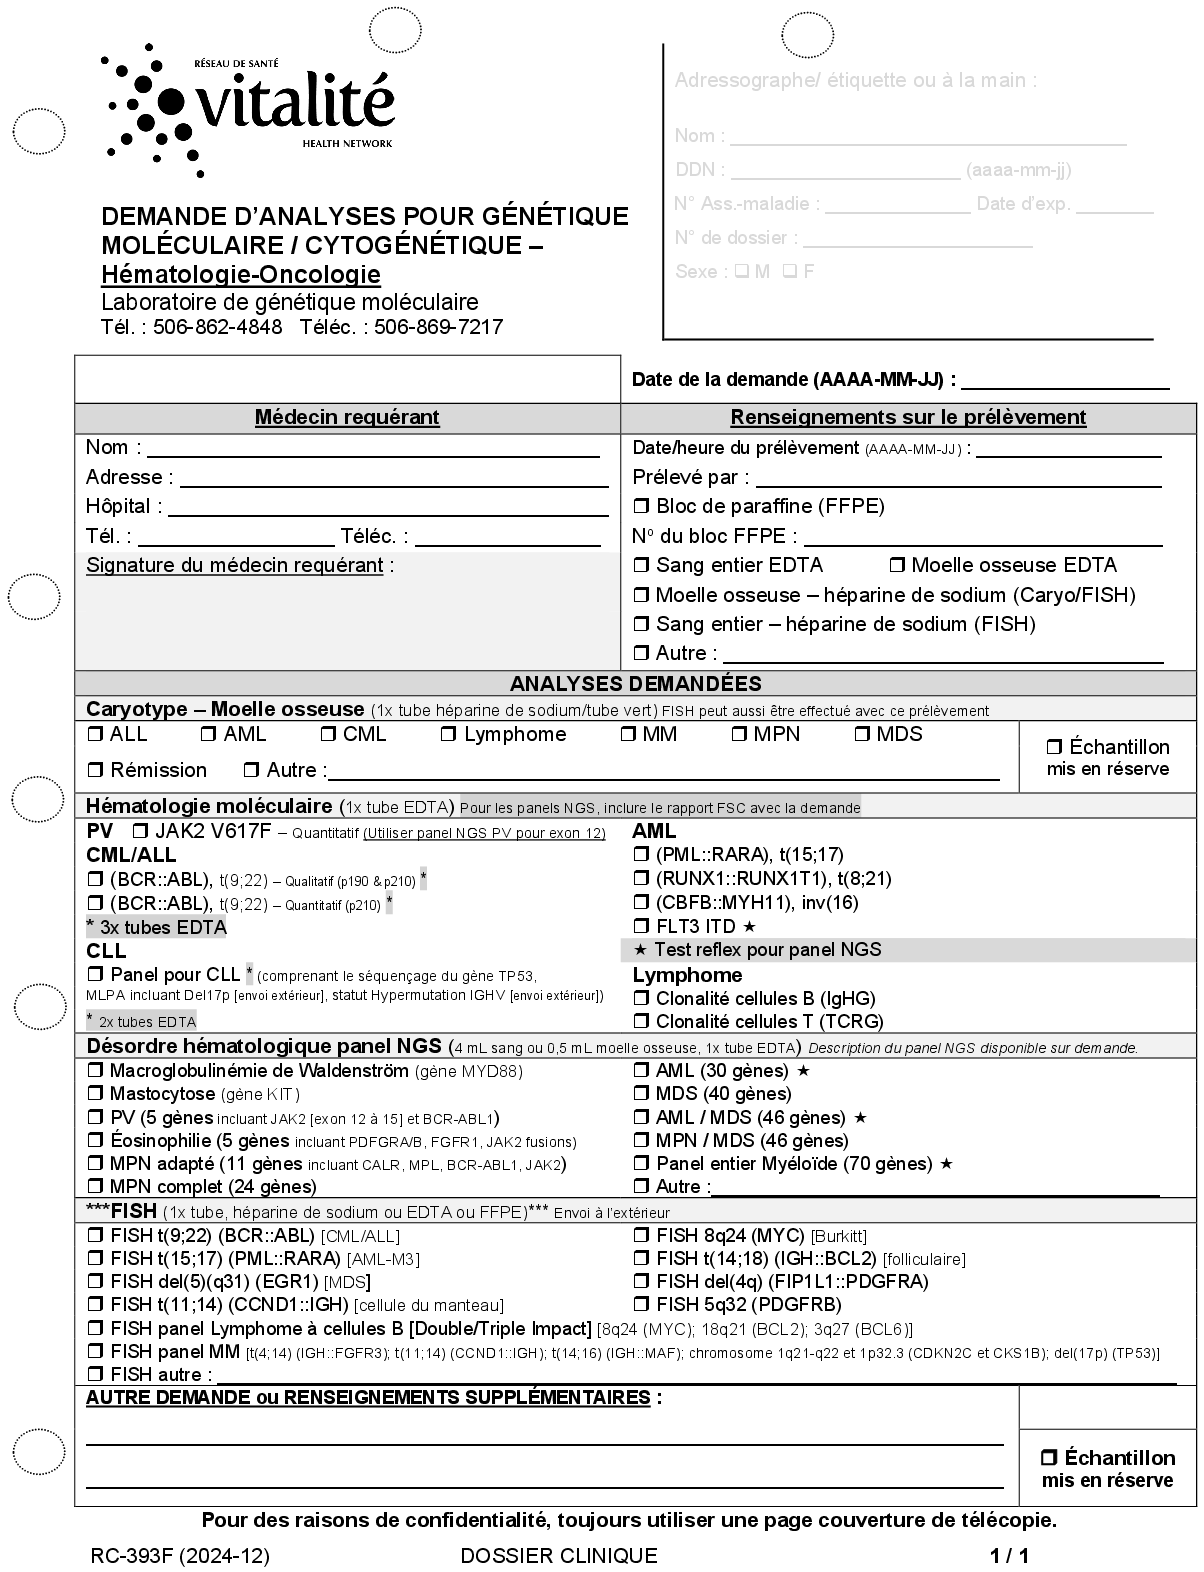 RÉSEAU DE SANTÉ
vitalité
HEALTH NETWORK
Adressographe/ étiquette ou à la main :
Nom :
DDN : (aaaa-mm-jj)
N° Ass.-maladie : Date d'exp.
N° de dossier :
Sexe : ❑ M ❑ F
DEMANDE D'ANALYSES POUR GÉNÉTIQUE
MOLÉCULAIRE / CYTOGÉNÉTIQUE –
Hématologie-Oncologie
Laboratoire de génétique moléculaire
Tél. : 506-862-4848 Téléc. : 506-869-7217
Date de la demande (AAAA-MM-JJ) :
Médecin requérant
Nom :
Adresse :
Hôpital :
Tél. : Téléc. :
Signature du médecin requérant :
Renseignements sur le prélèvement
Date/heure du prélèvement (AAAA-MM-JJ) :
Prélevé par :
❒ Bloc de paraffine (FFPE)
Nº du bloc FFPE :
❒ Sang entier EDTA ❒ Moelle osseuse EDTA
❒ Moelle osseuse – héparine de sodium (Caryo/FISH)
❒ Sang entier – héparine de sodium (FISH)
❒ Autre :
ANALYSES DEMANDÉES
Caryotype – Moelle osseuse (1x tube héparine de sodium/tube vert) FISH peut aussi être effectué avec ce prélèvement
❒ ALL ❒ AML ❒ CML ❒ Lymphome ❒ MM ❒ MPN ❒ MDS
❒ Rémission ❒ Autre :
❒ Échantillon
mis en réserve
Hématologie moléculaire (1x tube EDTA) Pour les panels NGS, inclure le rapport FSC avec la demande
PV ❒ JAK2 V617F – Quantitatif (Utiliser panel NGS PV pour exon 12)
CML/ALL
❒ (BCR::ABL), t(9;22) – Qualitatif (p190 & p210) *
❒ (BCR::ABL), t(9;22) – Quantitatif (p210) *
* 3x tubes EDTA
CLL
❒ Panel pour CLL * (comprenant le séquençage du gène TP53,
MLPA incluant Del17p [envoi extérieur], statut Hypermutation IGHV [envoi extérieur])
* 2x tubes EDTA
AML
❒ (PML::RARA), t(15;17)
❒ (RUNX1::RUNX1T1), t(8;21)
❒ (CBFB::MYH11), inv(16)
❒ FLT3 ITD ★
★ Test reflex pour panel NGS
Lymphome
❒ Clonalité cellules B (IgHG)
❒ Clonalité cellules T (TCRG)
Désordre hématologique panel NGS (4 mL sang ou 0,5 mL moelle osseuse, 1x tube EDTA) Description du panel NGS disponible sur demande.
❒ Macroglobulinémie de Waldenström (gène MYD88)
❒ Mastocytose (gène KIT)
❒ PV (5 gènes incluant JAK2 [exon 12 à 15] et BCR-ABL1)
❒ Éosinophilie (5 gènes incluant PDFGRA/B, FGFR1, JAK2 fusions)
❒ MPN adapté (11 gènes incluant CALR, MPL, BCR-ABL1, JAK2)
❒ MPN complet (24 gènes)
❒ AML (30 gènes) ★
❒ MDS (40 gènes)
❒ AML / MDS (46 gènes) ★
❒ MPN / MDS (46 gènes)
❒ Panel entier Myéloïde (70 gènes) ★
❒ Autre :
***FISH (1x tube, héparine de sodium ou EDTA ou FFPE)*** Envoi à l'extérieur
❒ FISH t(9;22) (BCR::ABL) [CML/ALL]
❒ FISH t(15;17) (PML::RARA) [AML-M3]
❒ FISH del(5)(q31) (EGR1) [MDS]
❒ FISH t(11;14) (CCND1::IGH) [cellule du manteau]
❒ FISH 8q24 (MYC) [Burkitt]
❒ FISH t(14;18) (IGH::BCL2) [folliculaire]
❒ FISH del(4q) (FIP1L1::PDGFRA)
❒ FISH 5q32 (PDGFRB)
❒ FISH panel Lymphome à cellules B [Double/Triple Impact] [8q24 (MYC); 18q21 (BCL2); 3q27 (BCL6)]
❒ FISH panel MM [t(4;14) (IGH::FGFR3); t(11;14) (CCND1::IGH); t(14;16) (IGH::MAF); chromosome 1q21-q22 et 1p32.3 (CDKN2C et CKS1B); del(17p) (TP53)]
❒ FISH autre :
AUTRE DEMANDE ou RENSEIGNEMENTS SUPPLÉMENTAIRES :
❒ Échantillon
mis en réserve
Pour des raisons de confidentialité, toujours utiliser une page couverture de télécopie.
RC-393F (2024-12) DOSSIER CLINIQUE 1 / 1